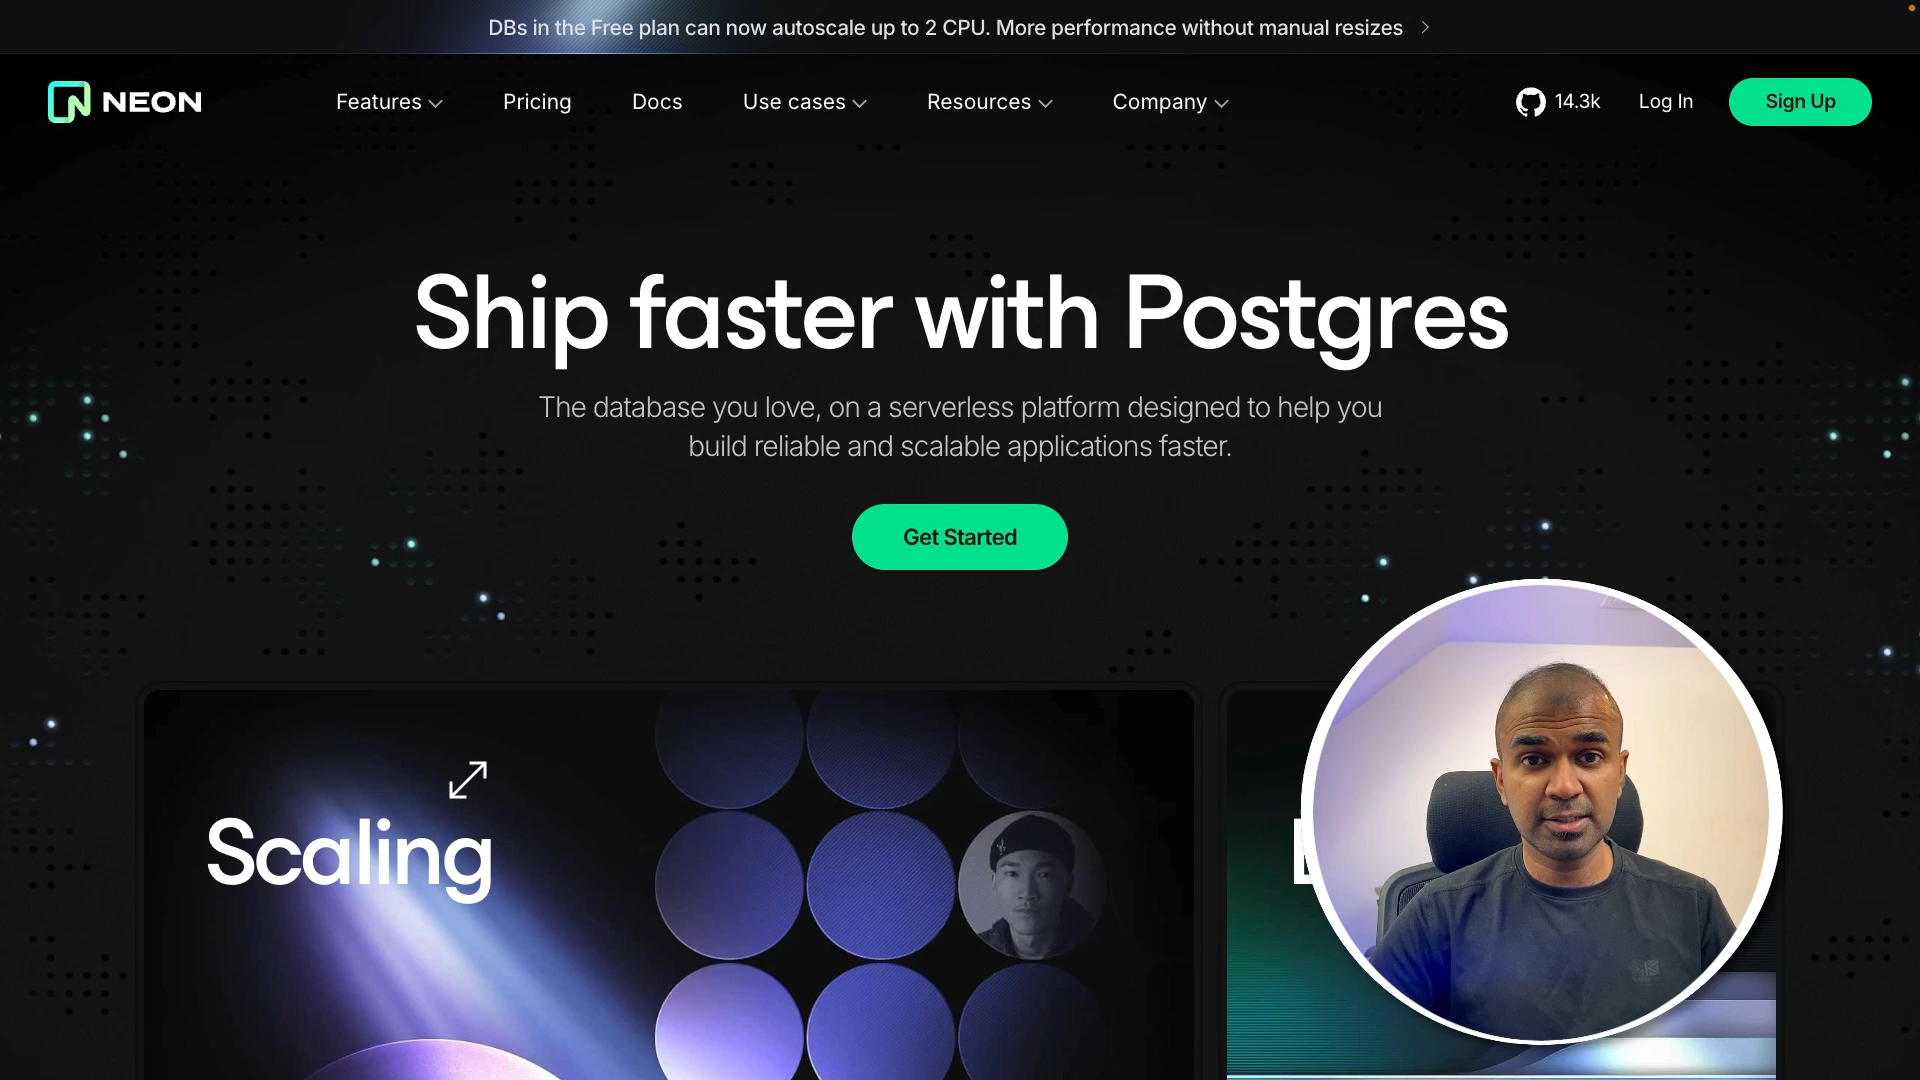 DBs in the Free plan can now autoscale up to 2 CPU. More performance without manual resizes
NEON
Features
Pricing
Docs
Use cases
Resources
Company
14.3k
Log In
Sign Up
Ship faster with Postgres
The database you love, on a serverless platform designed to help you
build reliable and scalable applications faster.
Get Started
Scaling